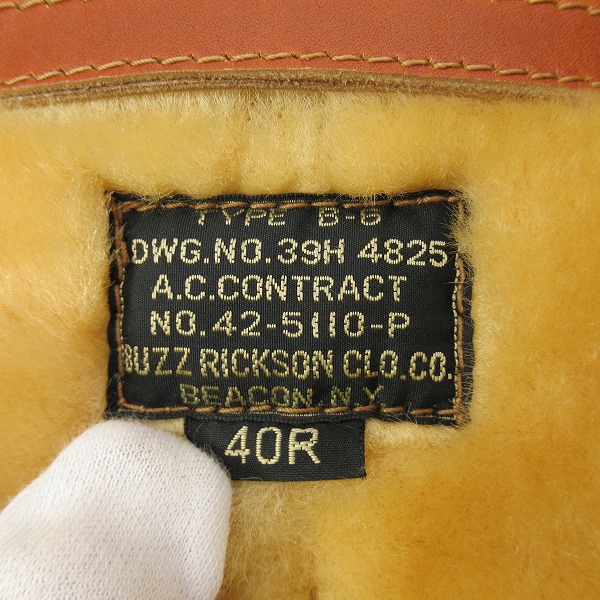 TYPE B-6
DWG.NO.39H 4825
A.C.CONTRACT
NO.42-5110-P
BUZZ RICKSON CLO.CO.
BEACON, N.Y.
40R